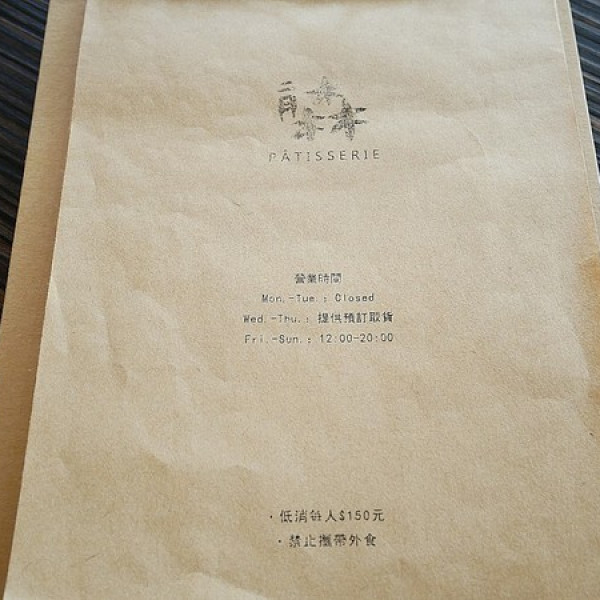 PÂTISSERIE
營業時間
Mon.-Tue.: Closed
Wed.-Thu.: 提供預訂取貨
Fri.-Sun.: 12:00-20:00
·低消每人$150元
·禁止攜帶外食